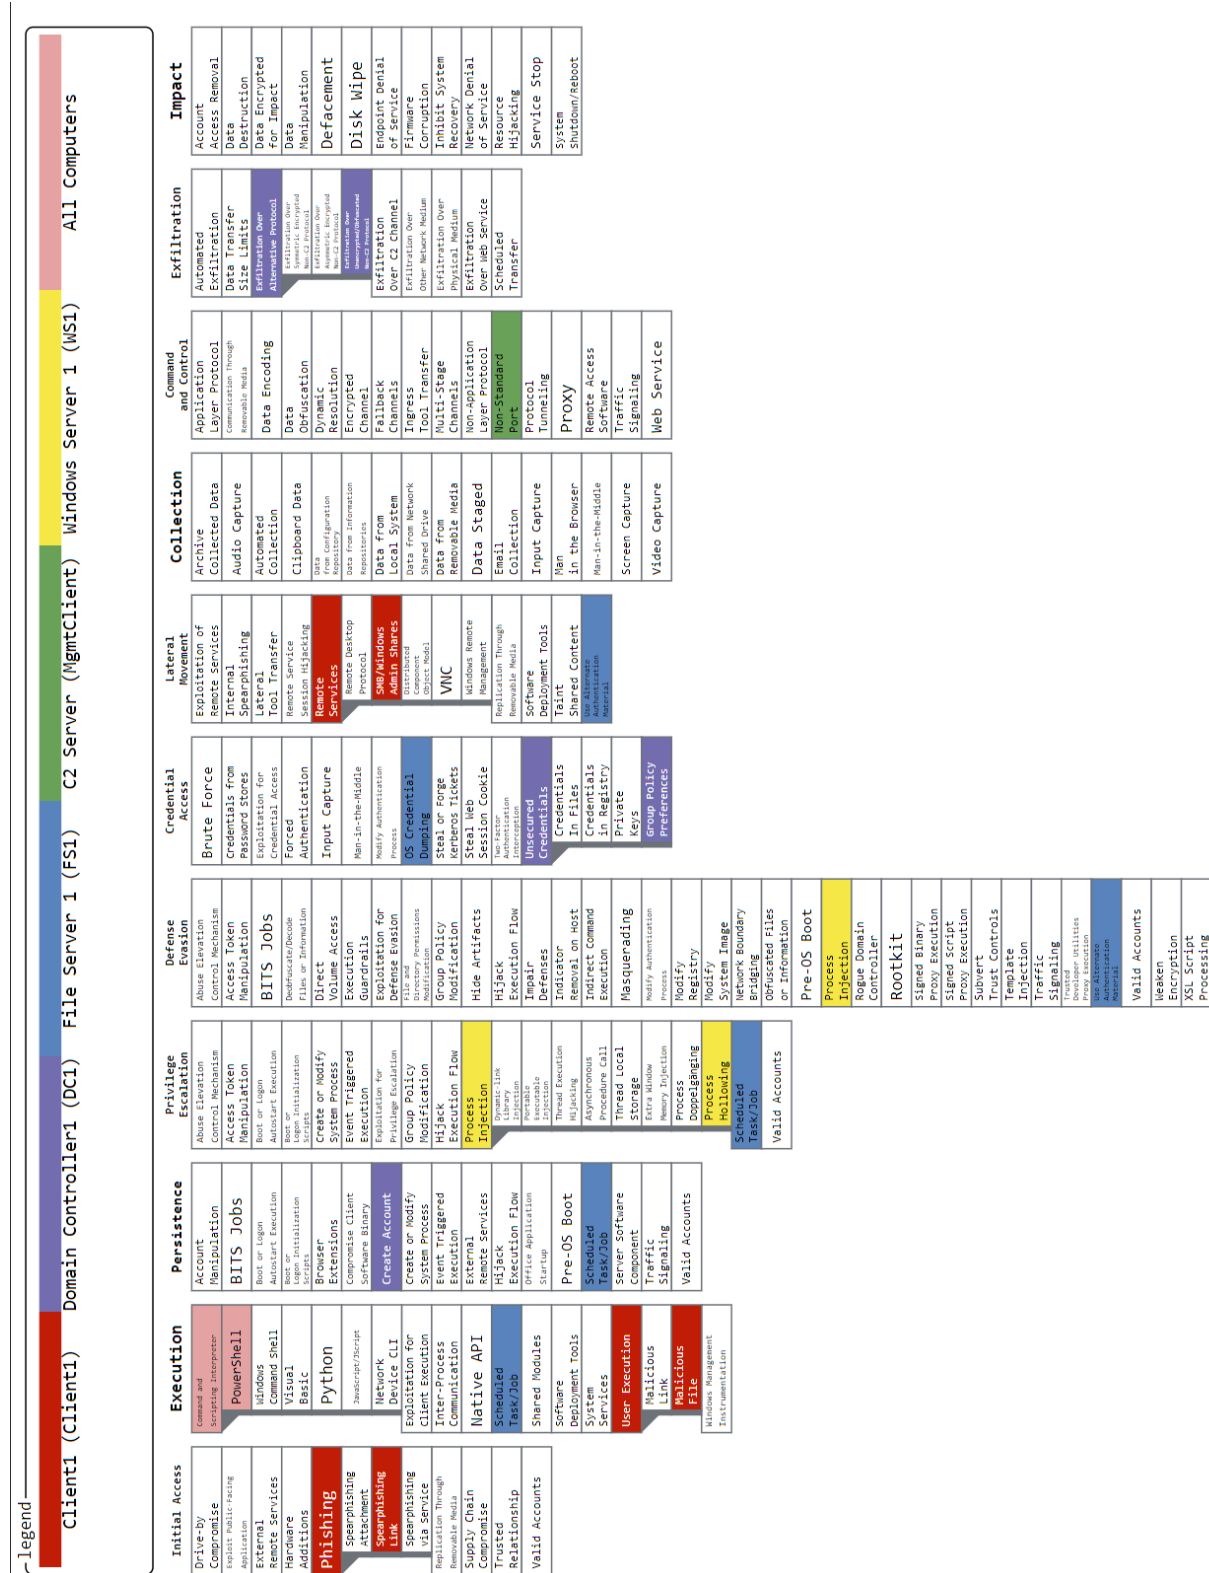 legend
Client1 (Client1)
Domain Controller1 (DC1)
File Server 1 (FS1)
C2 Server (MgmtClient)
Windows Server 1 (WS1)
All Computers
Initial Access
Drive-by
Compromise
Exploit Public-Facing
Application
External
Remote Services
Hardware
Additions
Phishing
Spearphishing
Attachment
Spearphishing
Link
Spearphishing
via Service
Replication Through
Removable Media
Supply Chain
Compromise
Trusted
Relationship
Valid Accounts
Execution
Command and
Scripting Interpreter
PowerShell
Windows
Command Shell
Visual
Basic
Python
JavaScript/JScript
Network
Device CLI
Exploitation for
Client Execution
Inter-Process
Communication
Native API
Scheduled
Task/Job
Shared Modules
Software
Deployment Tools
System
Services
User Execution
Malicious
Link
Malicious
File
Windows Management
Instrumentation
Persistence
Account
Manipulation
BITS Jobs
Boot or Logon
Autostart Execution
Boot or
Logon Initialization
Scripts
Browser
Extensions
Compromise Client
Software Binary
Create Account
Create or Modify
System Process
Event Triggered
Execution
External
Remote Services
Hijack
Execution Flow
Office Application
Startup
Pre-OS Boot
Scheduled
Task/Job
Server Software
Component
Traffic
Signaling
Valid Accounts
Privilege
Escalation
Abuse Elevation
Control Mechanism
Access Token
Manipulation
Boot or Logon
Autostart Execution
Boot or
Logon Initialization
Scripts
Create or Modify
System Process
Event Triggered
Execution
Exploitation for
Privilege Escalation
Group Policy
Modification
Hijack
Execution Flow
Process
Injection
Dynamic-link
Library
Injection
Portable
Executable
Injection
Thread Execution
Hijacking
Asynchronous
Procedure Call
Thread Local
Storage
Extra Window
Memory Injection
Process
Doppelgänging
Process
Hollowing
Scheduled
Task/Job
Valid Accounts
Defense
Evasion
Abuse Elevation
Control Mechanism
Access Token
Manipulation
BITS Jobs
Deobfuscate/Decode
Files or Information
Direct
Volume Access
Execution
Guardrails
Exploitation for
Defense Evasion
File and
Directory Permissions
Modification
Group Policy
Modification
Hide Artifacts
Hijack
Execution Flow
Impair
Defenses
Indicator
Removal on Host
Indirect Command
Execution
Masquerading
Modify Authentication
Process
Modify
Registry
Modify
System Image
Network Boundary
Bridging
Obfuscated Files
or Information
Pre-OS Boot
Process
Injection
Rogue Domain
Controller
Rootkit
Signed Binary
Proxy Execution
Signed Script
Proxy Execution
Subvert
Trust Controls
Template
Injection
Traffic
Signaling
Trusted
Developer Utilities
Proxy Execution
Use Alternate
Authentication
Material
Valid Accounts
Weaken
Encryption
XSL Script
Processing
Credential
Access
Brute Force
Credentials from
Password Stores
Exploitation for
Credential Access
Forced
Authentication
Input Capture
Man-in-the-Middle
Modify Authentication
Process
OS Credential
Dumping
Steal or Forge
Kerberos Tickets
Steal Web
Session Cookie
Two-Factor
Authentication
Interception
Unsecured
Credentials
Credentials
in Files
Credentials
in Registry
Private
Keys
Group Policy
Preferences
Lateral
Movement
Exploitation of
Remote Services
Internal
Spearphishing
Lateral
Tool Transfer
Remote Service
Session Hijacking
Remote
Services
Remote Desktop
Protocol
SMB/Windows
Admin Shares
Distributed
Component
Object Model
VNC
Windows Remote
Management
Replication Through
Removable Media
Software
Deployment Tools
Taint
Shared Content
Use Alternate
Authentication
Material
Collection
Archive
Collected Data
Audio Capture
Automated
Collection
Clipboard Data
Data
from Configuration
Repository
Data from Information
Repositories
Data from
Local System
Data from Network
Shared Drive
Data from
Removable Media
Data Staged
Email
Collection
Input Capture
Man
in the Browser
Man-in-the-Middle
Screen Capture
Video Capture
Command
and Control
Application
Layer Protocol
Communication Through
Removable Media
Data Encoding
Data
Obfuscation
Dynamic
Resolution
Encrypted
Channel
Fallback
Channels
Ingress
Tool Transfer
Multi-Stage
Channels
Non-Application
Layer Protocol
Non-Standard
Port
Protocol
Tunneling
Proxy
Remote Access
Software
Traffic
Signaling
Web Service
Exfiltration
Automated
Exfiltration
Data Transfer
Size Limits
Exfiltration Over
Alternative Protocol
Exfiltration Over
Symmetric Encrypted
Non-C2 Protocol
Exfiltration Over
Asymmetric Encrypted
Non-C2 Protocol
Exfiltration Over
Unencrypted/Obfuscated
Non-C2 Protocol
Exfiltration
Over C2 Channel
Exfiltration Over
Other Network Medium
Exfiltration Over
Physical Medium
Exfiltration
Over Web Service
Scheduled
Transfer
Impact
Account
Access Removal
Data
Destruction
Data Encrypted
for Impact
Data
Manipulation
Defacement
Disk Wipe
Endpoint Denial
of Service
Firmware
Corruption
Inhibit System
Recovery
Network Denial
of Service
Resource
Hijacking
Service Stop
System
Shutdown/Reboot